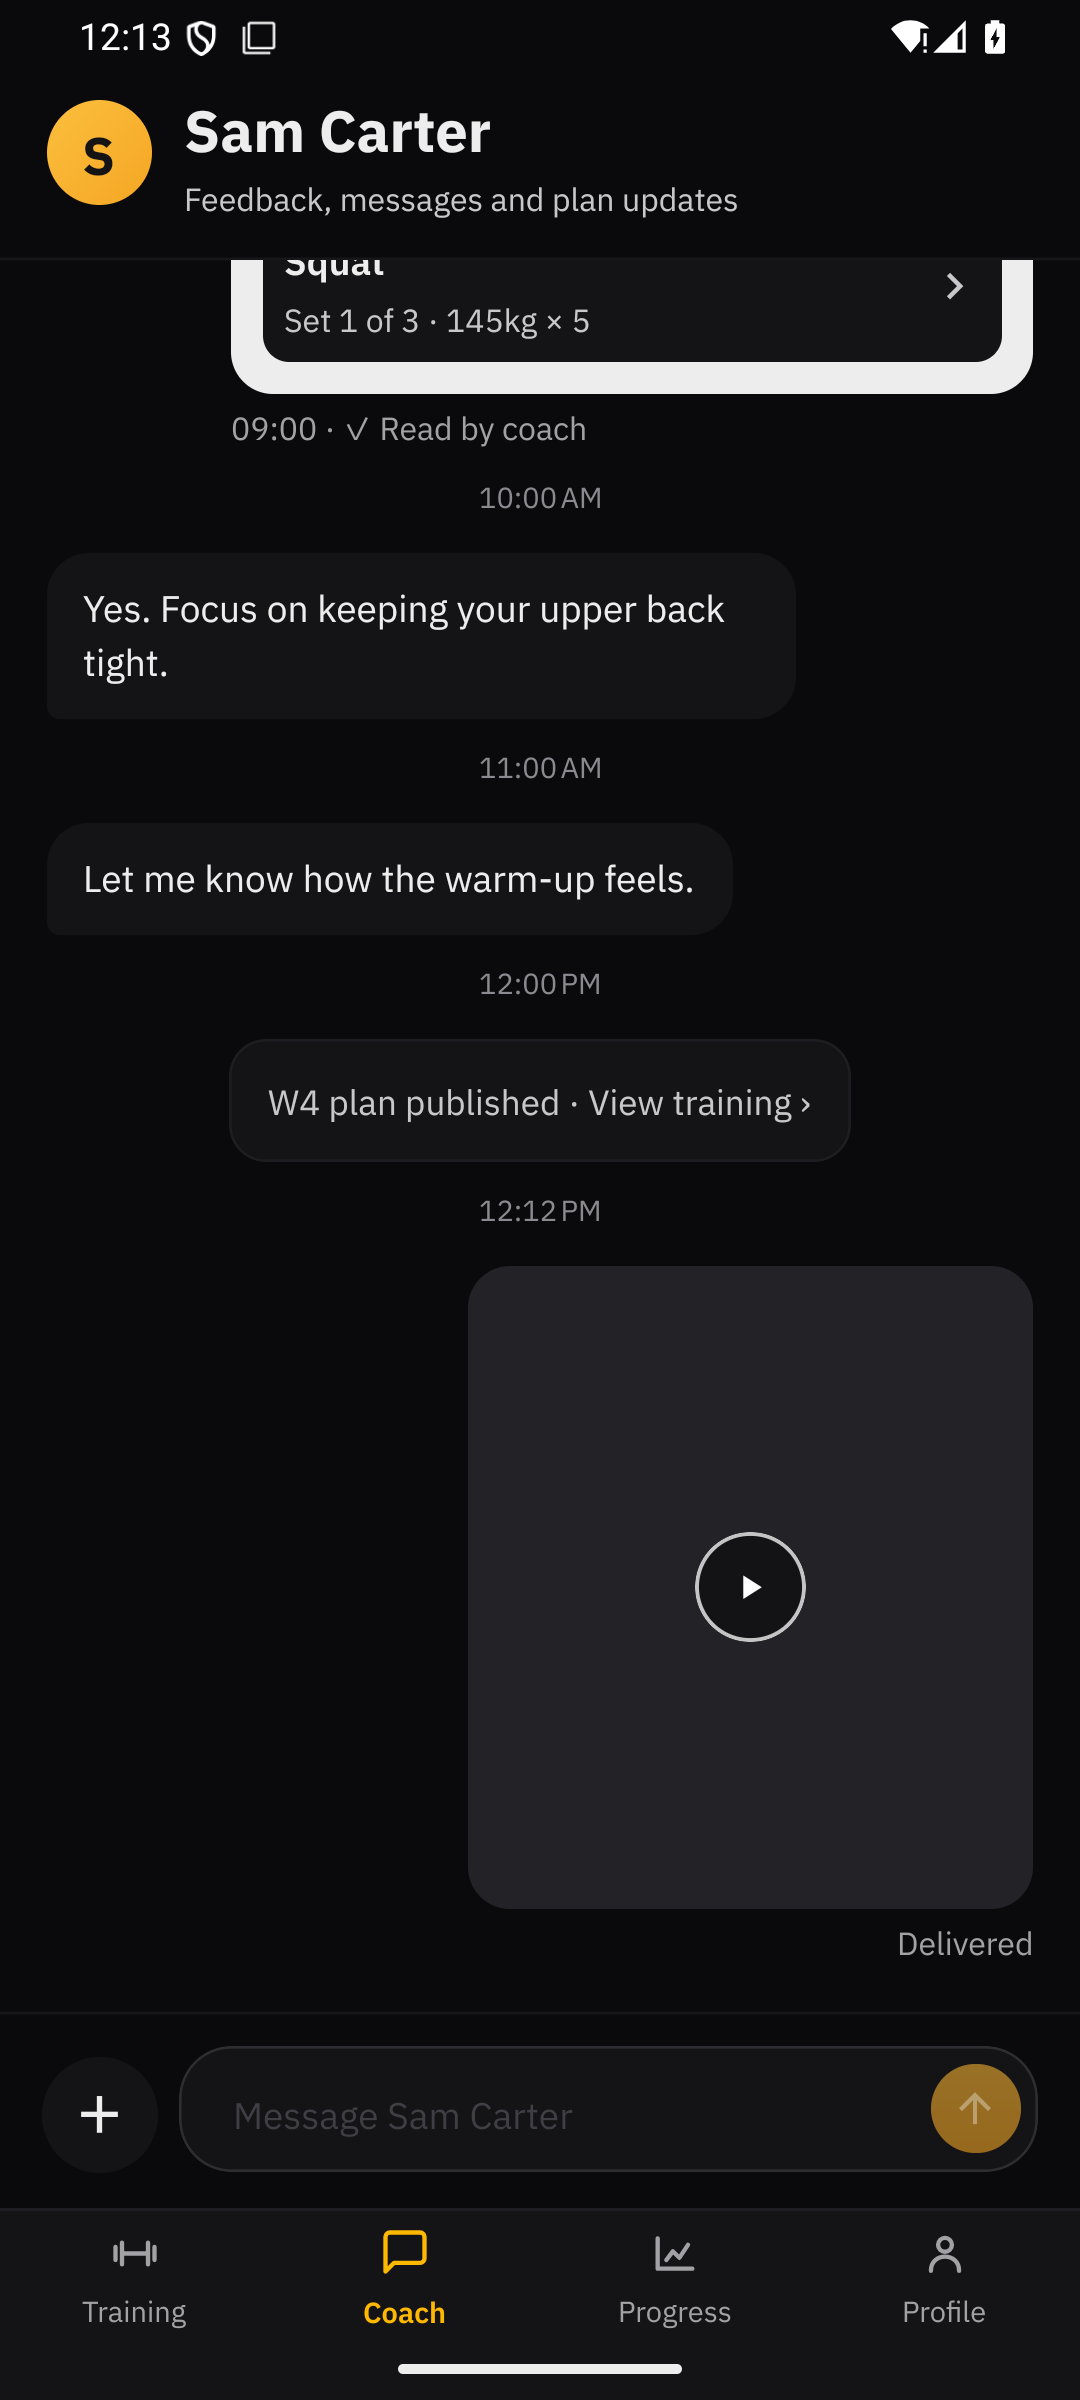 12:13
S
Sam Carter
Feedback, messages and plan updates
Squat
Set 1 of 3 · 145kg × 5
09:00 · ✓ Read by coach
10:00 AM
Yes. Focus on keeping your upper back
tight.
11:00 AM
Let me know how the warm-up feels.
12:00 PM
W4 plan published · View training ›
12:12 PM
Delivered
Message Sam Carter
Training
Coach
Progress
Profile